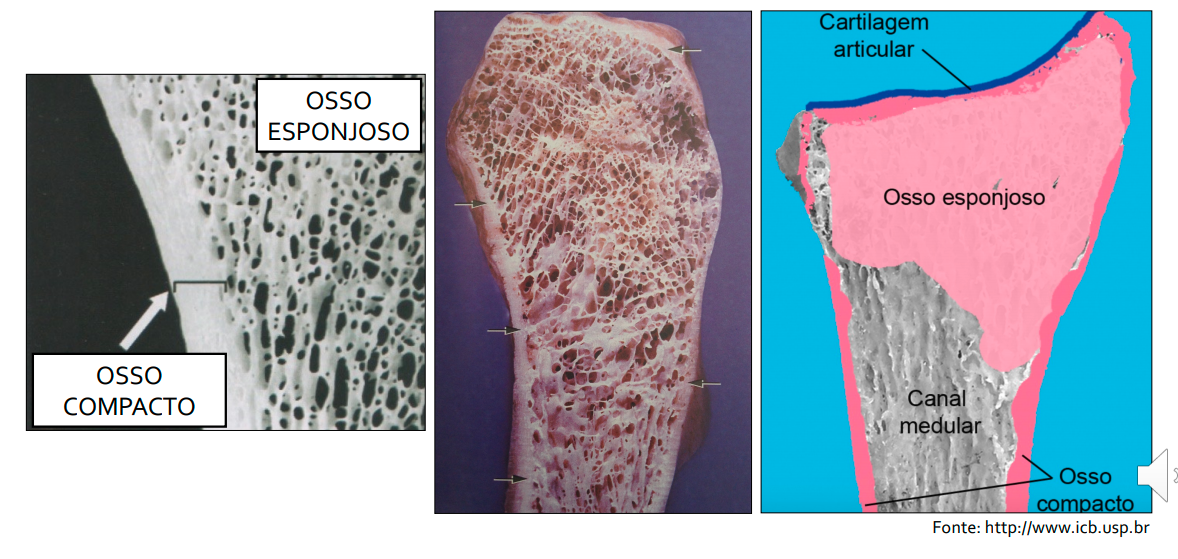 OSSO
ESPONJOSO
OSSO
COMPACTO
Cartilagem
articular
Osso esponjoso
Canal
medular
Osso
compacto
Fonte: http://www.icb.usp.br